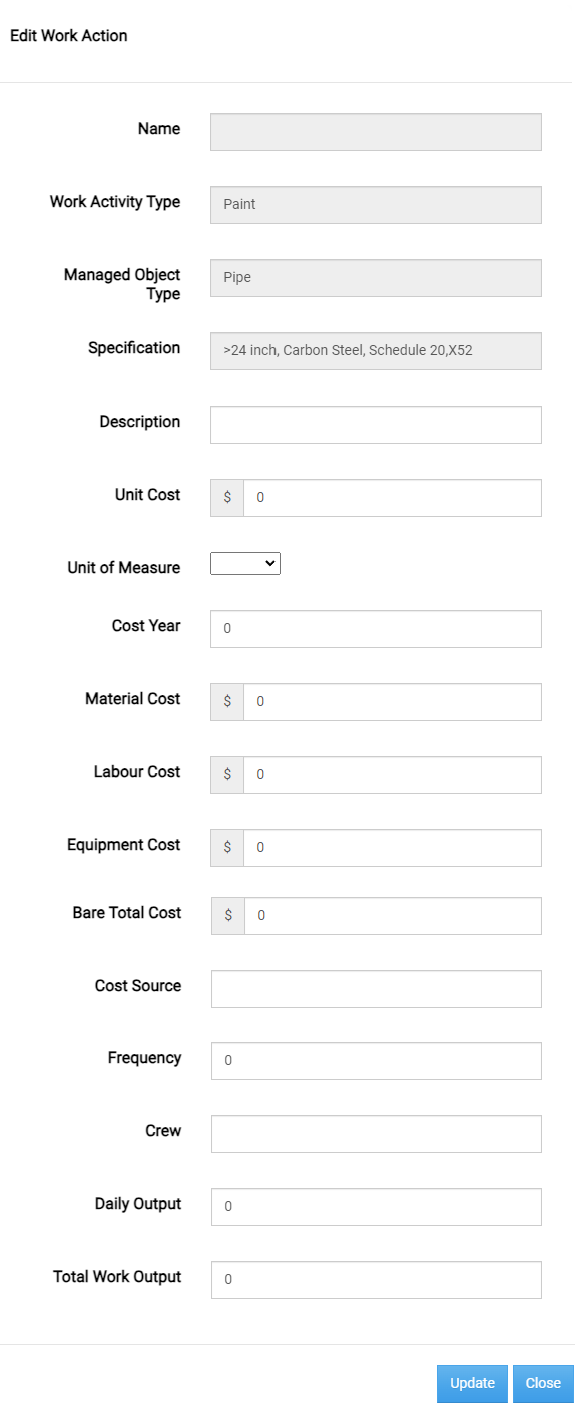 Edit Work Action
Name
Work Activity Type
Paint
Managed Object
Type
Pipe
Specification
>24 inch, Carbon Steel, Schedule 20,X52
Description
Unit Cost
$ 0
Unit of Measure
Cost Year
0
Material Cost
$ 0
Labour Cost
$ 0
Equipment Cost
$ 0
Bare Total Cost
$ 0
Cost Source
Frequency
0
Crew
Daily Output
0
Total Work Output
0
Update Close